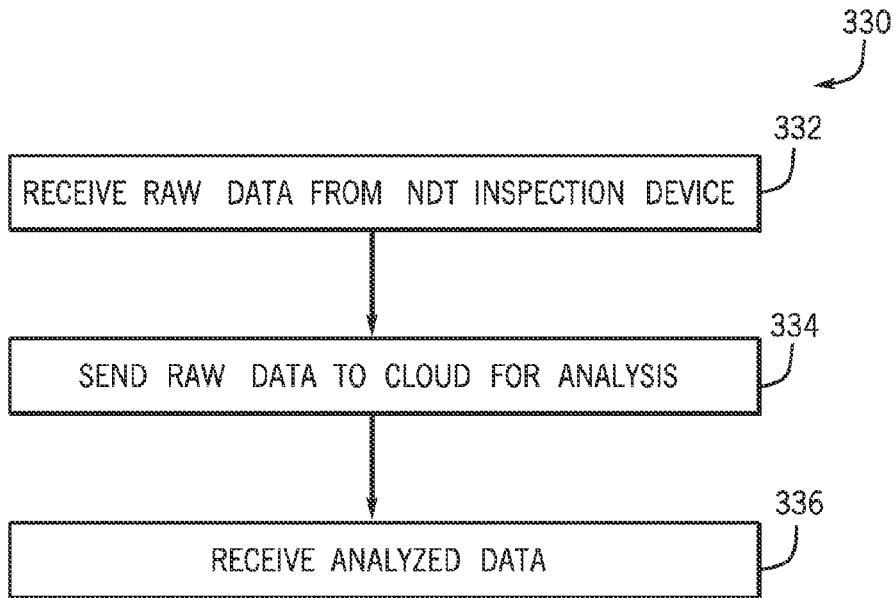 330
332
RECEIVE RAW DATA FROM NDT INSPECTION DEVICE
334
SEND RAW DATA TO CLOUD FOR ANALYSIS
336
RECEIVE ANALYZED DATA